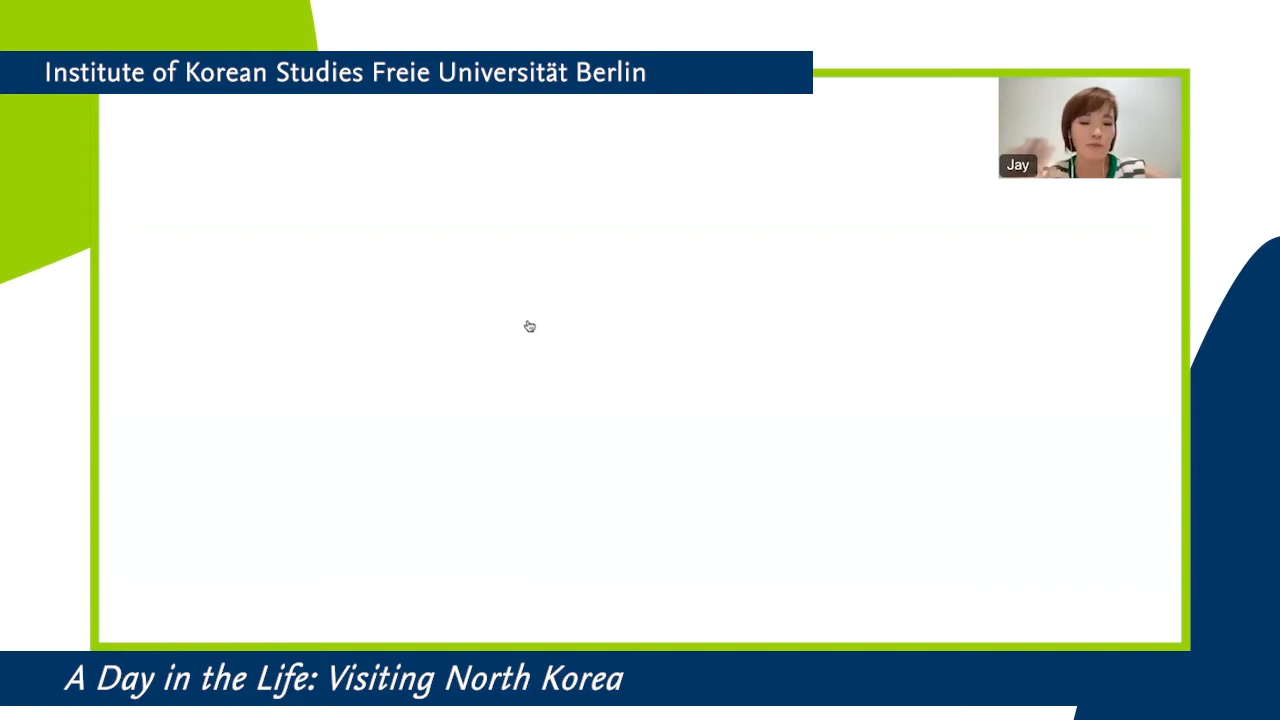 Institute of Korean Studies Freie Universität Berlin
Jay
A Day in the Life: Visiting North Korea